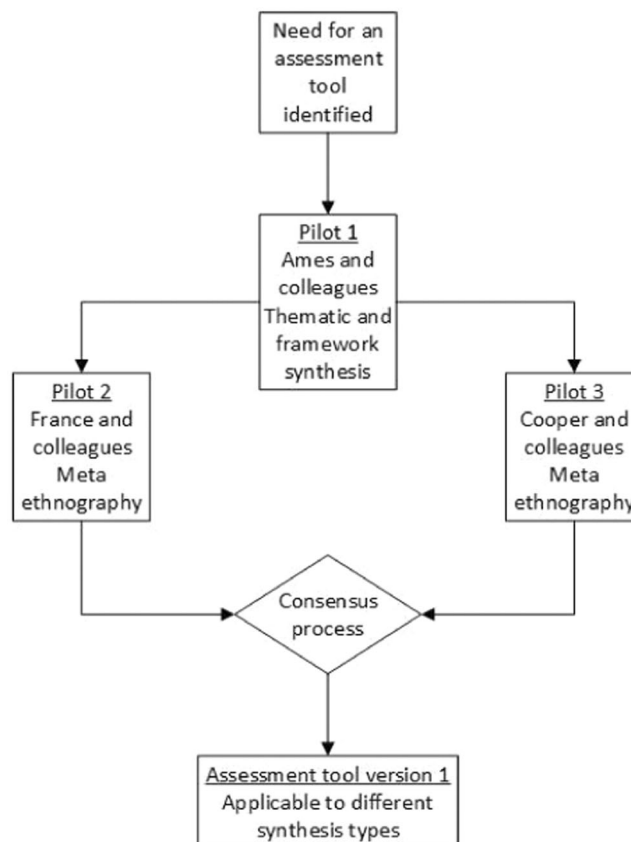 Need for an
assessment
tool
identified
Pilot 1
Ames and
colleagues
Thematic and
framework
synthesis
Pilot 2
France and
colleagues
Meta
ethnography
Pilot 3
Cooper and
colleagues
Meta
ethnography
Consensus
process
Assessment tool version 1
Applicable to different
synthesis types